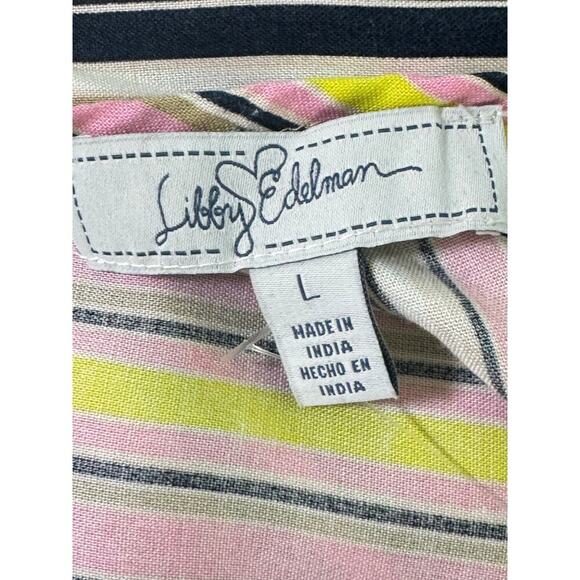 Libby Edelman
L
MADE IN
INDIA
HECHO EN
INDIA